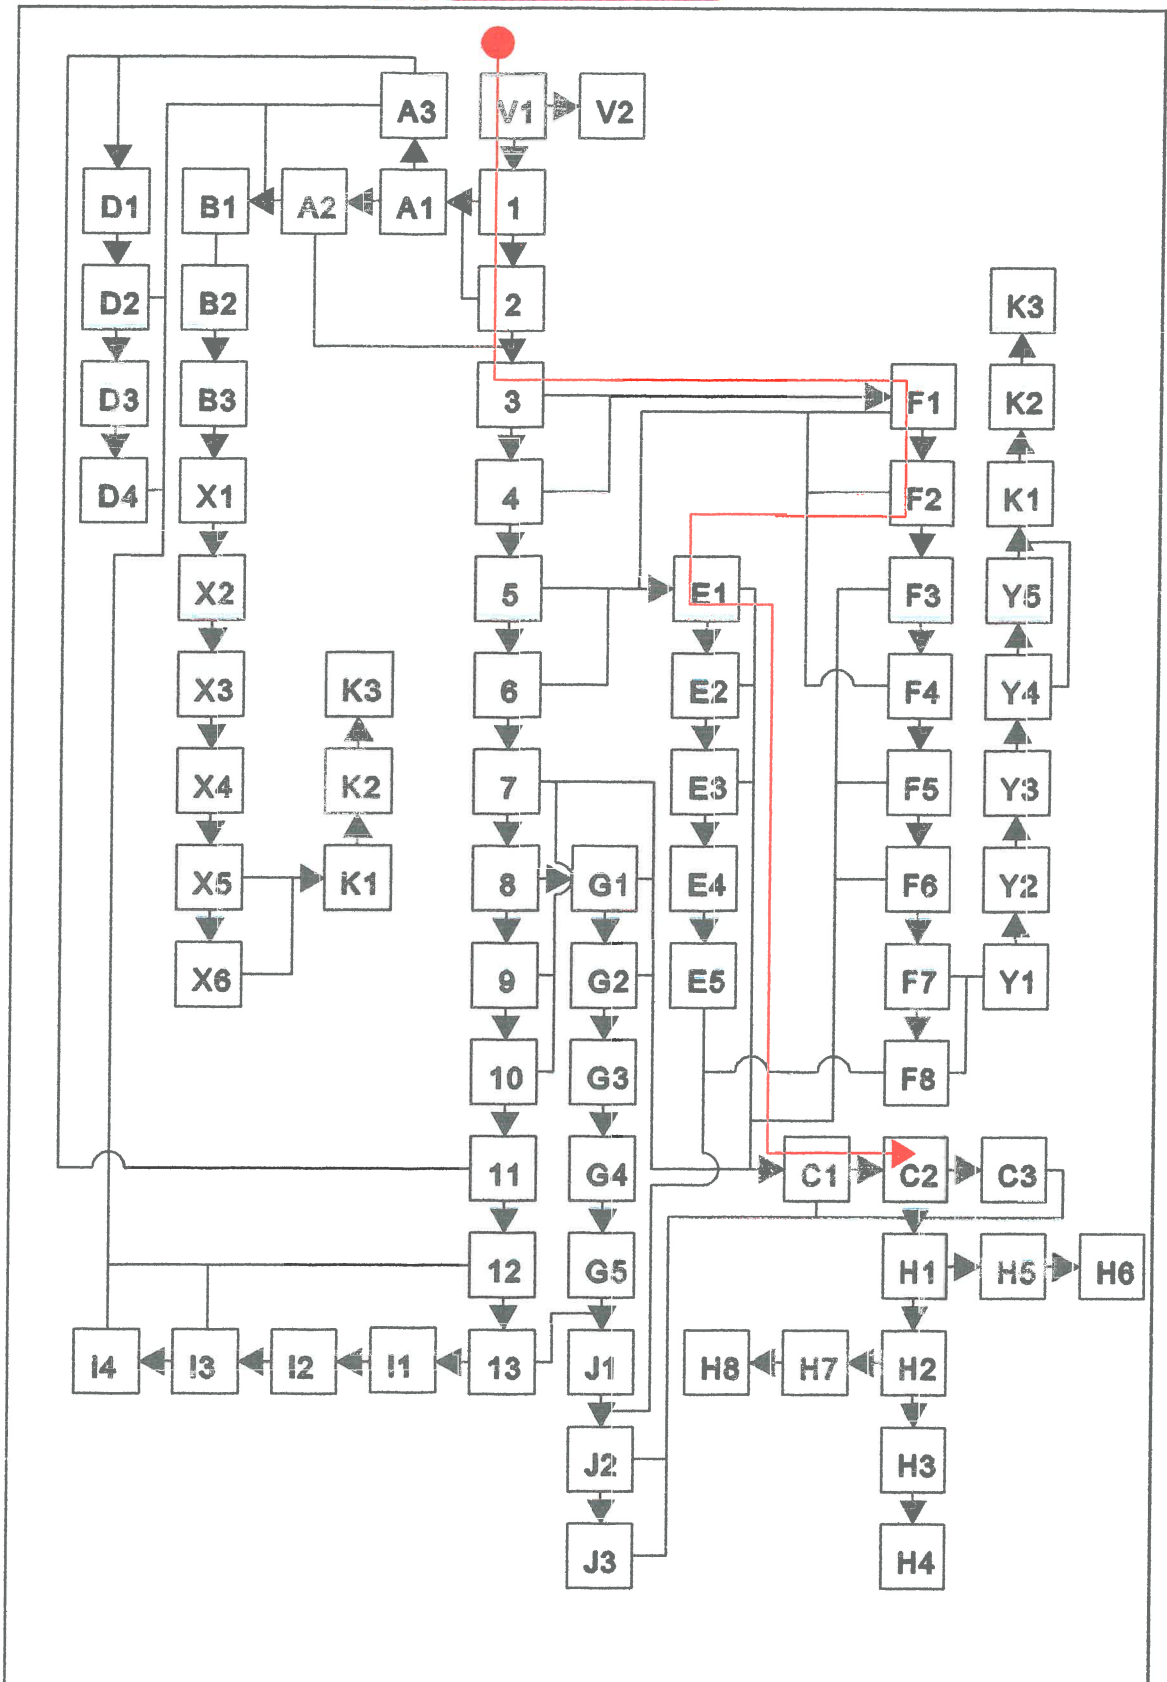 A3 V1 V2
D1 B1 A2 A1 1
D2 B2 2 K3
D3 B3 3 F1 K2
D4 X1 4 F2 K1
X2 5 E1 F3 Y5
X3 K3 6 E2 F4 Y4
X4 K2 7 E3 F5 Y3
X5 K1 8 G1 E4 F6 Y2
X6 9 G2 E5 F7 Y1
10 G3 F8
11 G4 C1 C2 C3
12 G5 H1 H5 H6
I4 I3 I2 I1 13 J1 H8 H7 H2
J2 H3
J3 H4